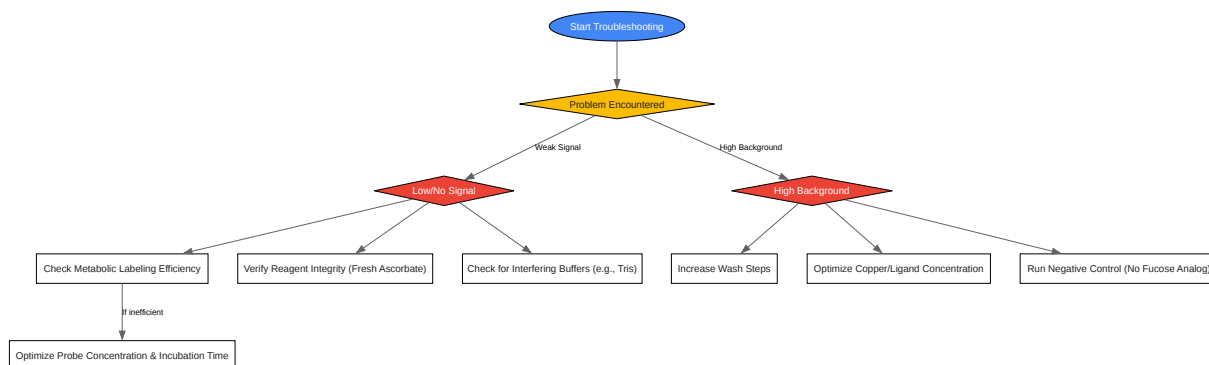 Start Troubleshooting
Problem Encountered
Weak Signal
High Background
Low/No Signal
High Background
Check Metabolic Labeling Efficiency
Verify Reagent Integrity (Fresh Ascorbate)
Check for Interfering Buffers (e.g., Tris)
Increase Wash Steps
Optimize Copper/Ligand Concentration
Run Negative Control (No Fucose Analog)
If inefficient
Optimize Probe Concentration & Incubation Time